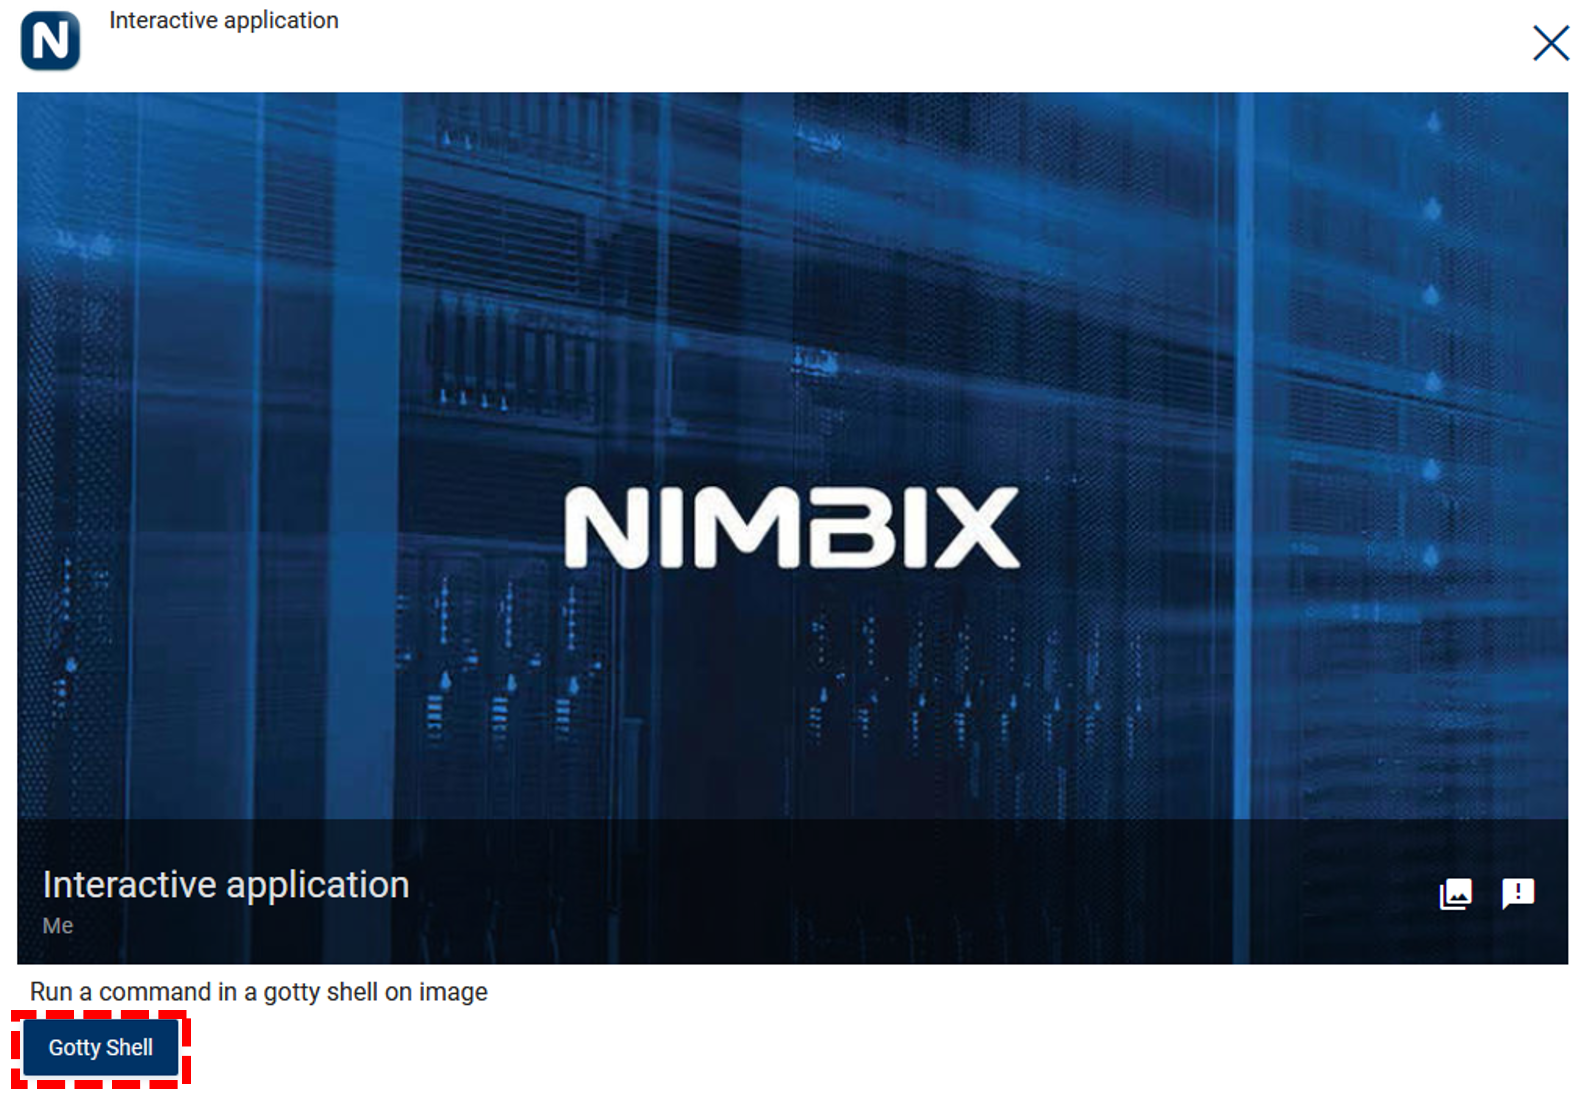 N
Interactive application
NIMBIX
Interactive application
Me
Run a command in a gotty shell on image
Gotty Shell